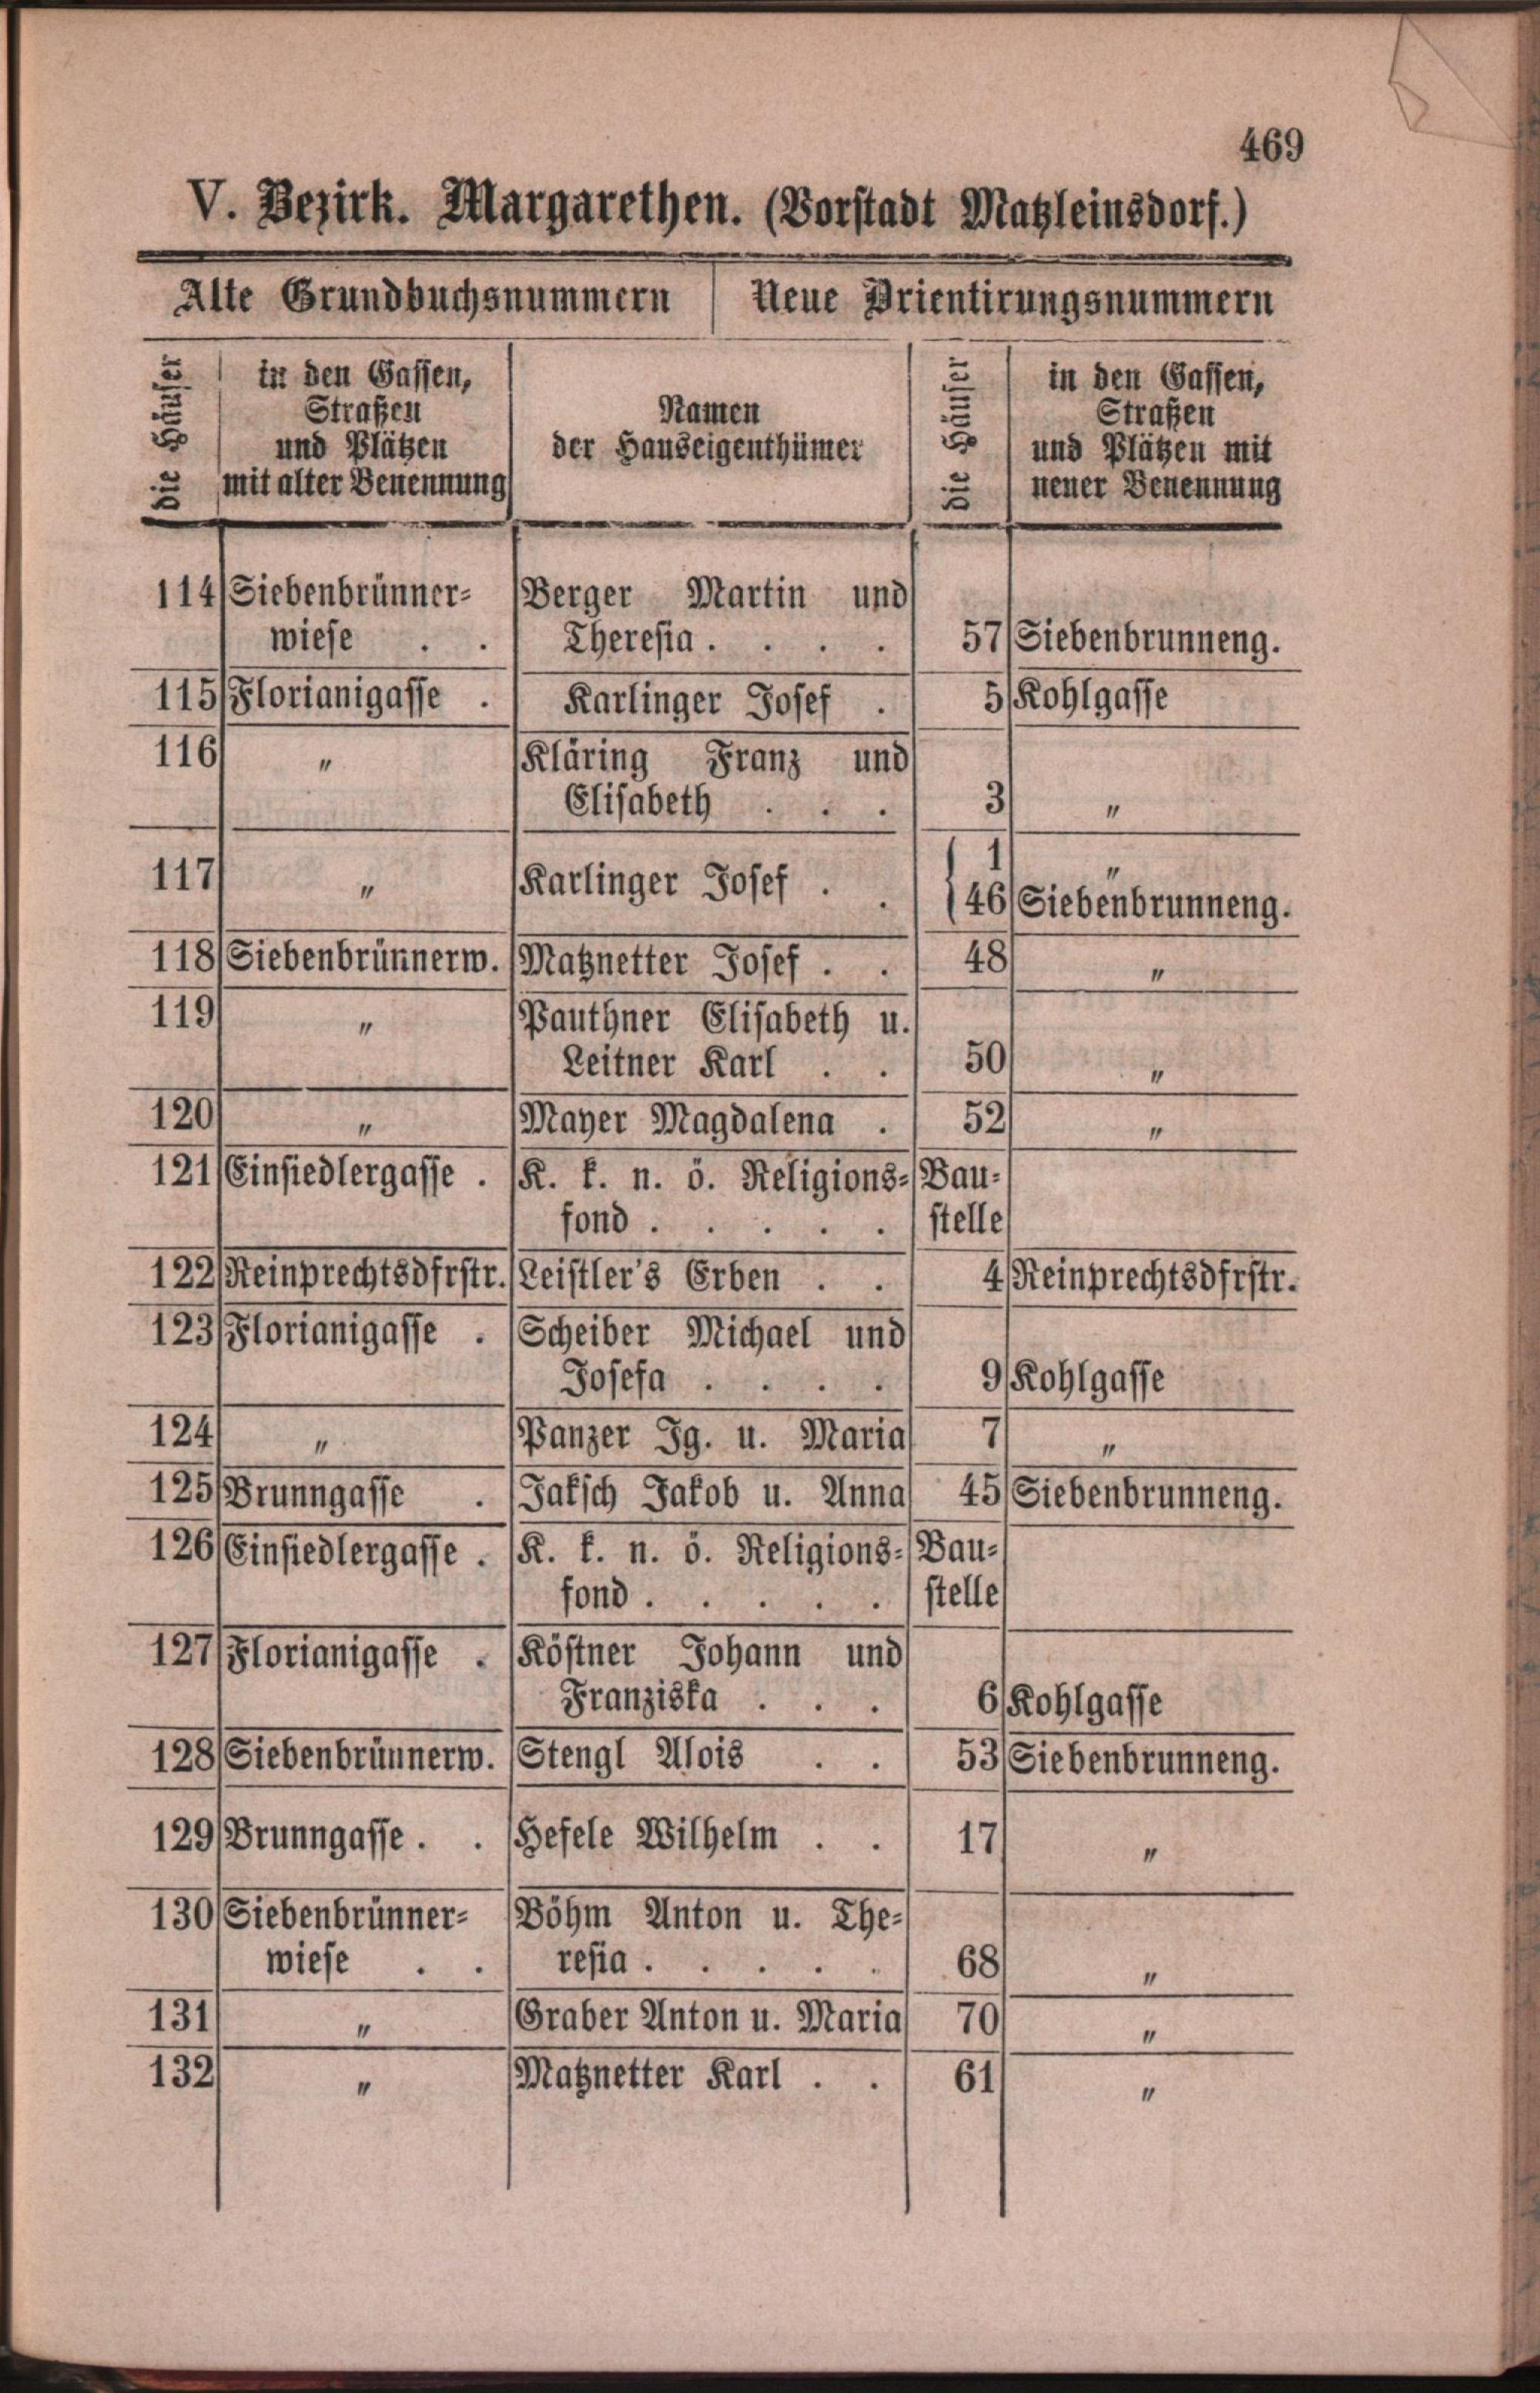 469
V. Bezirk. Margarethen. (Vorstadt Matzleinsdorf.)
Alte Grundbuchsnummern | Neue Orientirungsnummern
die Häuser
in den Gassen,
Straßen
und Plätzen
mit alter Benennung
Namen
der Hauseigenthümer
die Häuser
in den Gassen,
Straßen
und Plätzen mit
neuer Benennung
114 Siebenbrünner- Berger Martin und
wiese . . Theresia . . . . 57 Siebenbrunneng.
115 Florianigasse . Karlinger Josef . 5 Kohlgasse
116 " Kläring Franz und
Elisabeth . . . 3 "
117 " Karlinger Josef . . { 1 "
46 Siebenbrunneng.
118 Siebenbrünnerw. Matznetter Josef . . 48 "
119 " Pauthner Elisabeth u.
Leitner Karl . . 50 "
120 " Mayer Magdalena . 52 "
121 Einsiedlergasse . K. k. n. ö. Religions- Bau-
fond . . . . . stelle
122 Reinprechtsdfrstr. Leistler's Erben . . 4 Reinprechtsdfrstr.
123 Florianigasse . Scheiber Michael und
Josefa . . . . 9 Kohlgasse
124 " Panzer Ig. u. Maria 7 "
125 Brunngasse . Jaksch Jakob u. Anna 45 Siebenbrunneng.
126 Einsiedlergasse . K. k. n. ö. Religions- Bau-
fond . . . . . stelle
127 Florianigasse . Köstner Johann und
Franziska . . . 6 Kohlgasse
128 Siebenbrünnerw. Stengl Alois . . 53 Siebenbrunneng.
129 Brunngasse . . Hefele Wilhelm . . 17 "
130 Siebenbrünner- Böhm Anton u. The-
wiese . . resia . . . . . 68 "
131 " Graber Anton u. Maria 70 "
132 " Matznetter Karl . . 61 "